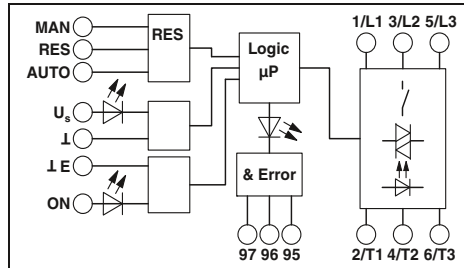 MAN
RES
AUTO
RES
Us
⊥
⊥ E
ON
Logic
µP
& Error
97 96 95
1/L1 3/L2 5/L3
2/T1 4/T2 6/T3